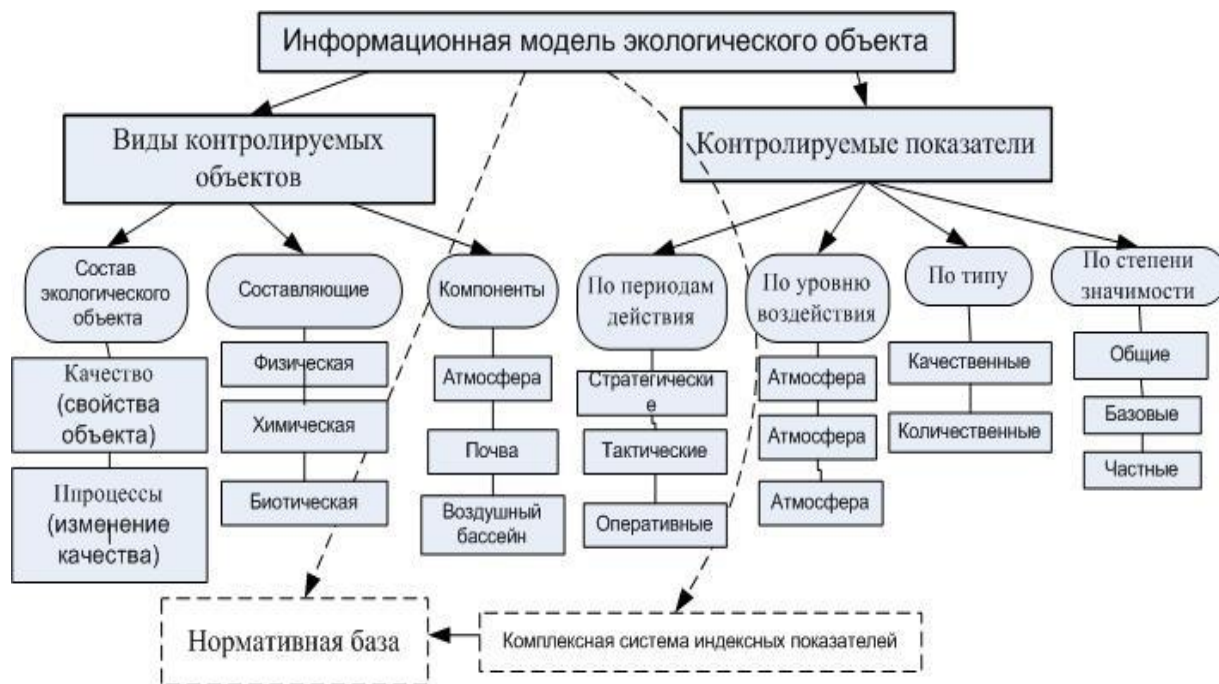 Информационная модель экологического объекта
Виды контролируемых
объектов
Контролируемые показатели
Состав
экологического
объекта
Составляющие
Компоненты
По периодам
действия
По уровню
воздействия
По типу
По степени
значимости
Качество
(свойства
объекта)
Ппроцессы
(изменение
качества)
Физическая
Химическая
Биотическая
Атмосфера
Почва
Воздушный
бассейн
Стратегически
е
Тактические
Оперативные
Атмосфера
Атмосфера
Атмосфера
Качественные
Количественные
Общие
Базовые
Частные
Нормативная база
Комплексная система индексных показателей